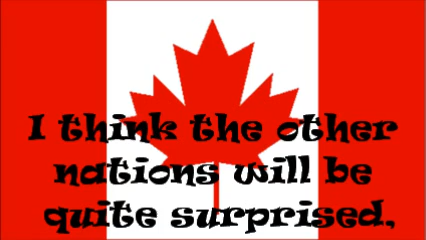 I think the other
nations will be
quite surprised,